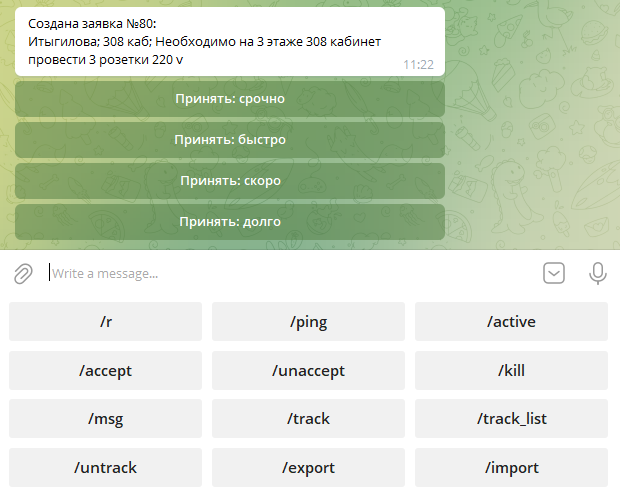 Создана заявка №80:
Итыгилова; 308 каб; Необходимо на 3 этаже 308 кабинет
провести 3 розетки 220 v
11:22
Принять: срочно
Принять: быстро
Принять: скоро
Принять: долго
Write a message...
/r
/ping
/active
/accept
/unaccept
/kill
/msg
/track
/track_list
/untrack
/export
/import